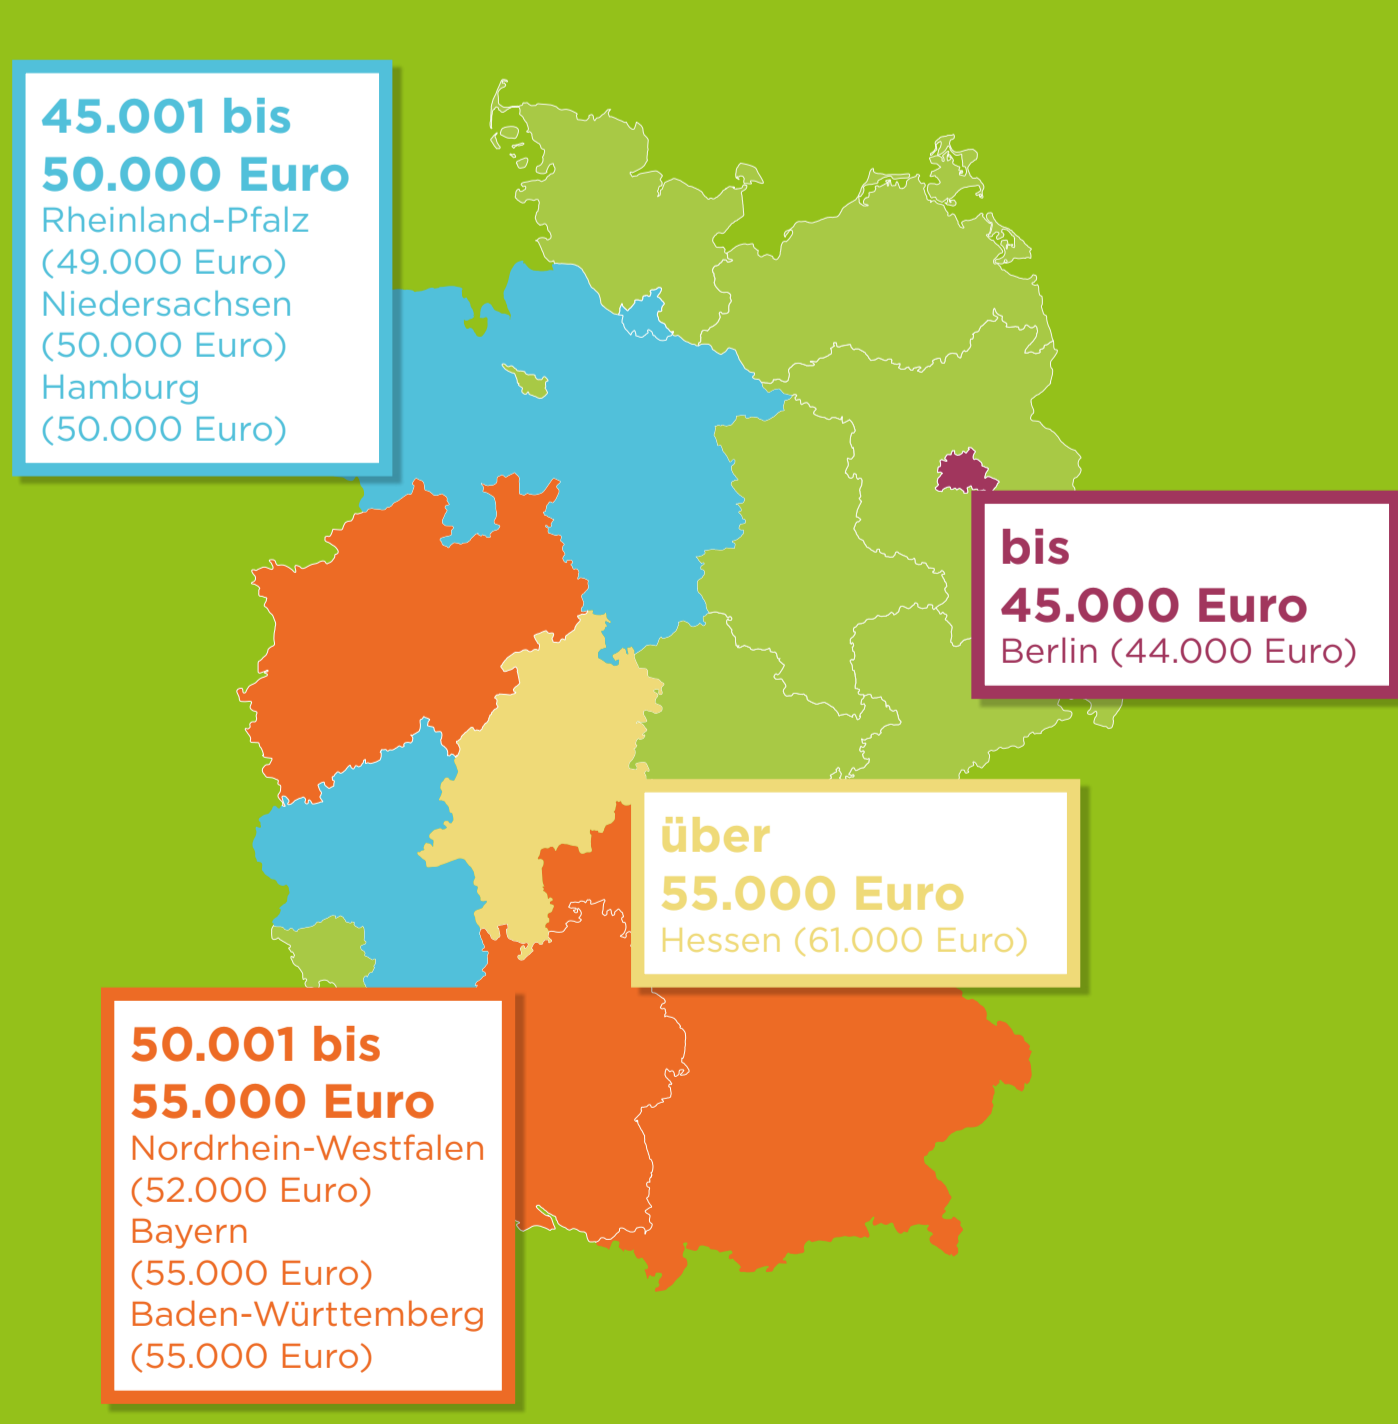 45.001 bis
50.000 Euro
Rheinland-Pfalz
(49.000 Euro)
Niedersachsen
(50.000 Euro)
Hamburg
(50.000 Euro)
bis
45.000 Euro
Berlin (44.000 Euro)
über
55.000 Euro
Hessen (61.000 Euro)
50.001 bis
55.000 Euro
Nordrhein-Westfalen
(52.000 Euro)
Bayern
(55.000 Euro)
Baden-Württemberg
(55.000 Euro)